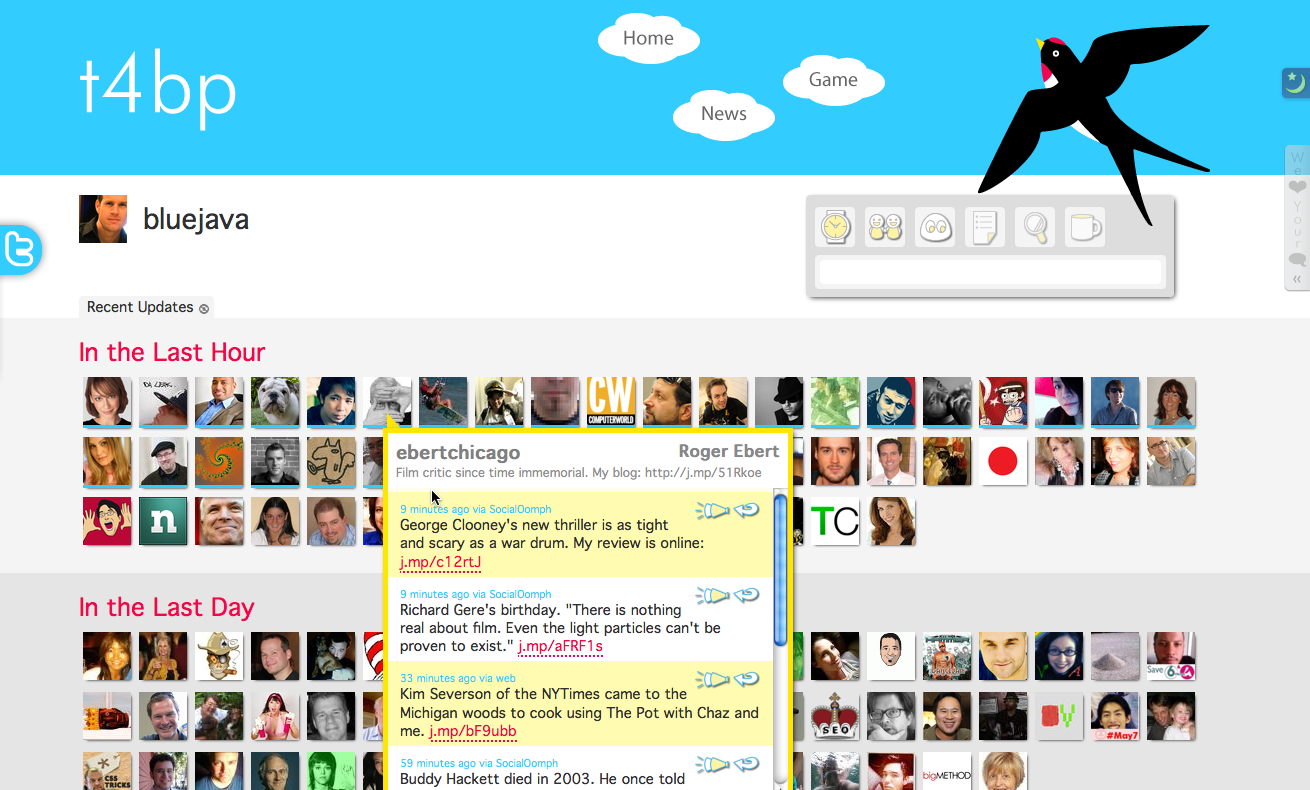 t4bp
Home
Game
News
We
Your
«
bluejava
Recent Updates
In the Last Hour
CW
COMPUTERWORLD
n
TC
ebertchicago
Roger Ebert
Film critic since time immemorial. My blog: http://j.mp/51Rkoe
9 minutes ago via SocialOomph
George Clooney's new thriller is as tight
and scary as a war drum. My review is online:
j.mp/c12rtJ
9 minutes ago via SocialOomph
Richard Gere's birthday. "There is nothing
real about film. Even the light particles can't be
proven to exist." j.mp/aFRF1s
33 minutes ago via web
Kim Severson of the NYTimes came to the
Michigan woods to cook using The Pot with Chaz and
me. j.mp/bF9ubb
59 minutes ago via SocialOomph
Buddy Hackett died in 2003. He once told
In the Last Day
Save 6
SEO
#May7
CSS
TRICKS
bigMETHOD